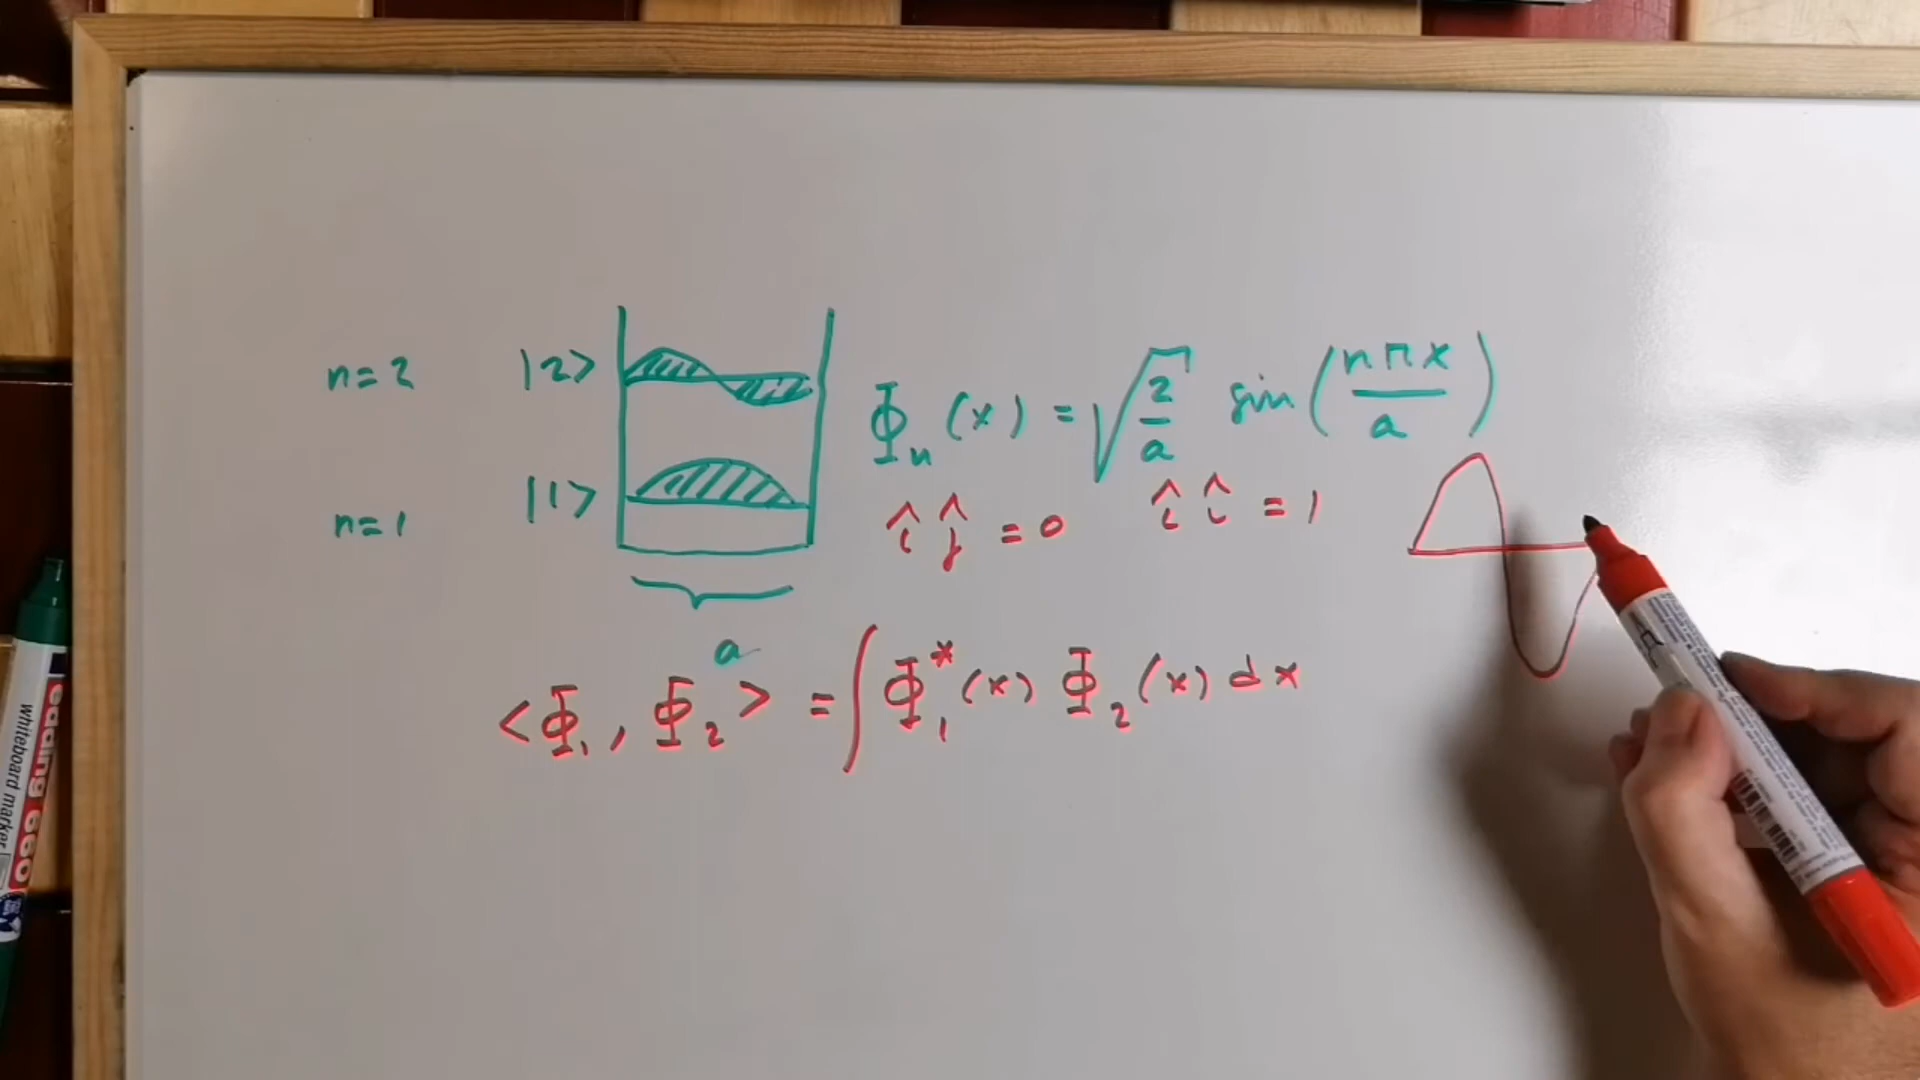 n=2 |2> Φₙ(x) = √(2/a) sin(nπx/a)
n=1 |1> î ĵ = 0 î î = 1
a
<Φ₁, Φ₂> = ∫Φ₁*(x) Φ₂(x) dx
edding 660
whiteboard marker